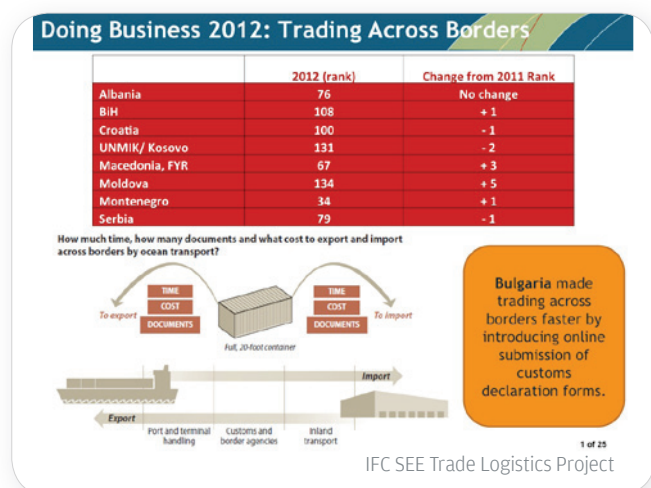 Doing Business 2012: Trading Across Borders
2012 (rank) Change from 2011 Rank
Albania 76 No change
BiH 108 + 1
Croatia 100 - 1
UNMIK/ Kosovo 131 - 2
Macedonia, FYR 67 + 3
Moldova 134 + 5
Montenegro 34 + 1
Serbia 79 - 1
How much time, how many documents and what cost to export and import
across borders by ocean transport?
TIME
COST
DOCUMENTS
To export
Full, 20-foot container
TIME
COST
DOCUMENTS
To import
Import
Export
Port and terminal
handling
Customs and
border agencies
Inland
transport
Bulgaria made
trading across
borders faster by
introducing online
submission of
customs
declaration forms.
1 of 25
IFC SEE Trade Logistics Project